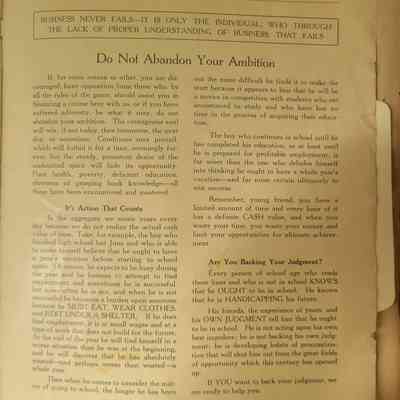 BUSINESS NEVER FAILS—IT IS ONLY THE INDIVIDUAL, WHO THROUGH
THE LACK OF PROPER UNDERSTANDING OF BUSINESS THAT FAILS
Do Not Abandon Your Ambition
If, for some reason or other, you are dis-
couraged, have opposition from those who, by
all the rules of the game, should assist you in
financing a course here with us, or if you have
suffered adversity, be what it may, do not
abandon your ambition. The courageous will
will, if not today, then tomorrow, the next
day, or sometime. Conditions may prevail
which will forbid it for a time, seemingly for-
ever, but the steady, persistent desire of the
undaunted spirit will hide its opportunity.
Poor health, poverty, deficient education,
slowness of grasping book knowledge—all
these have been encountered and mastered.
It's Action That Counts
In the aggregate we waste years every
day because we do not realize the actual cash
value of time. Take, for example, the boy who
finished high school last June and who is able
to make himself believe that he ought to have
a year's vacation before starting to school
again. Of course, he expects to be busy during
the year and he listens to attempt to find
employment, and sometimes he is successful,
but more often he is not, and when he is not
successful he becomes a burden upon someone
because he MUST EAT, WEAR CLOTHES
AND REST UNDER A SHELTER. If he does
find employment, it is at small wages and at a
type of work that does not build for the future.
At the end of the year he will find himself in a
worse situation than he was at the beginning,
and he will discover that he has absolutely
wasted—and perhaps worse than wasted—a
whole year.
Then when he comes to consider the mat-
ter of going to school, the longer he has been
out the more difficult he finds it to make the
start because it appears to him that he will be
a novice in competition with students who are
accustomed to study and who have lost no
time in the process of acquiring their educa-
tion.
The boy who continues in school until he
has completed his education, or at least until
he is prepared for profitable employment, is
far wiser than the one who deludes himself
into thinking he ought to have a whole year's
vacation—and far more certain ultimately to
win success.
Remember, young friend, you have a
limited amount of time and every hour of it
has a definite CASH value, and when you
waste your time, you waste your money and
limit your opportunities for ultimate achieve-
ment.
Are You Backing Your Judgment?
Every person of school age who reads
these lines and who is not in school KNOWS
that he OUGHT to be in school. He knows
that he is HANDICAPPING his future.
His friends, the experience of years, and
his OWN JUDGMENT tell him that he ought
to be in school. He is not acting upon his own
best impulses; he is not backing his own judg-
ment; he is developing habits of procrastina-
tion that will shut him out from the great fields
of opportunity which this century has opened
up.
If YOU want to back your judgment, we
are ready to help you.